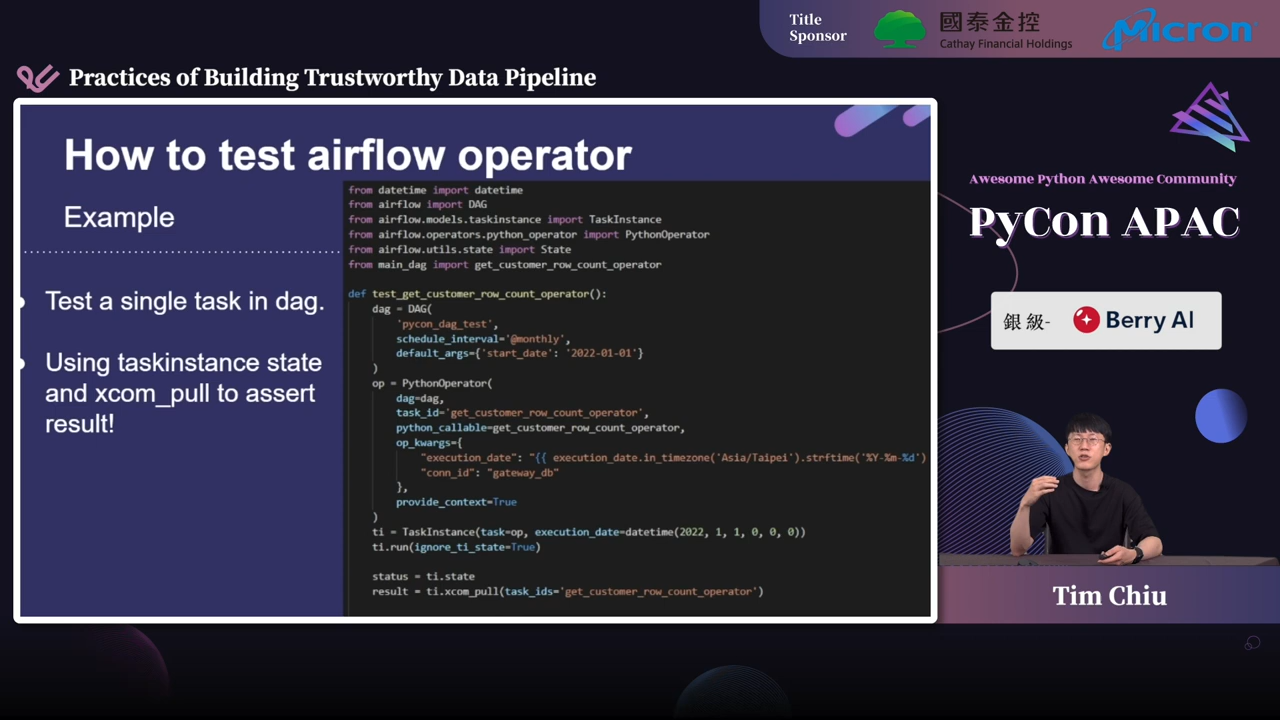 Title
Sponsor
國泰金控
Cathay Financial Holdings
Micron
Practices of Building Trustworthy Data Pipeline
How to test airflow operator
Example
Test a single task in dag.
Using taskinstance state
and xcom_pull to assert
result!
from datetime import datetime
from airflow import DAG
from airflow.models.taskinstance import TaskInstance
from airflow.operators.python_operator import PythonOperator
from airflow.utils.state import State
from main_dag import get_customer_row_count_operator
def test_get_customer_row_count_operator():
dag = DAG(
'pycon_dag_test',
schedule_interval='@monthly',
default_args={'start_date': '2022-01-01'}
)
op = PythonOperator(
dag=dag,
task_id='get_customer_row_count_operator',
python_callable=get_customer_row_count_operator,
op_kwargs={
"execution_date": "{{ execution_date.in_timezone('Asia/Taipei').strftime('%Y-%m-%d')
"conn_id": "gateway_db"
},
provide_context=True
)
ti = TaskInstance(task=op, execution_date=datetime(2022, 1, 1, 0, 0, 0))
ti.run(ignore_ti_state=True)
status = ti.state
result = ti.xcom_pull(task_ids='get_customer_row_count_operator')
Awesome Python Awesome Community
PyCon APAC
銀級- Berry AI
Tim Chiu